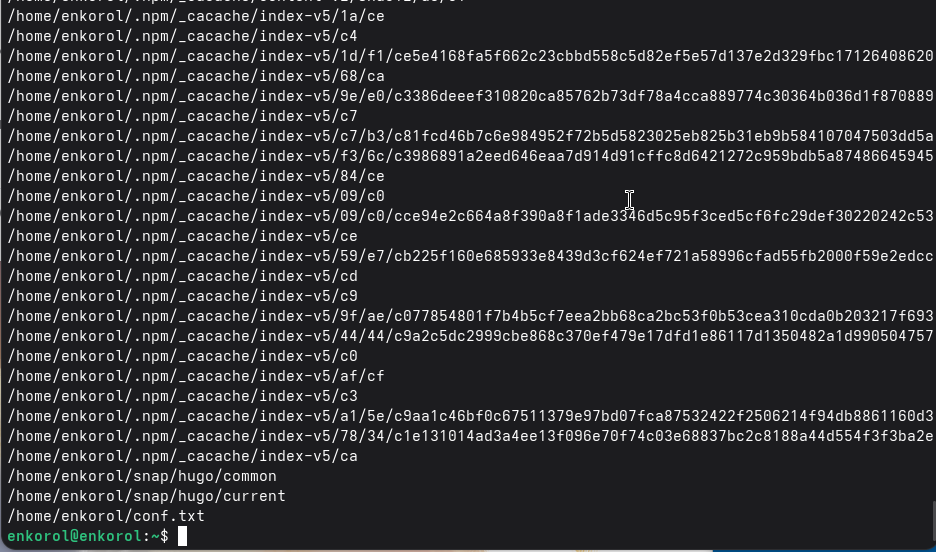 /home/enkorol/.npm/_cacache/index-v5/1a/ce
/home/enkorol/.npm/_cacache/index-v5/c4
/home/enkorol/.npm/_cacache/index-v5/1d/f1/ce5e4168fa5f662c23cbbd558c5d82ef5e57d137e2d329fbc17126408620
/home/enkorol/.npm/_cacache/index-v5/68/ca
/home/enkorol/.npm/_cacache/index-v5/9e/e0/c3386deeef310820ca85762b73df78a4cca889774c30364b036d1f870889
/home/enkorol/.npm/_cacache/index-v5/c7
/home/enkorol/.npm/_cacache/index-v5/c7/b3/c81fcd46b7c6e984952f72b5d5823025eb825b31eb9b584107047503dd5a
/home/enkorol/.npm/_cacache/index-v5/f3/6c/c3986891a2eed646eaa7d914d91cffc8d6421272c959bdb5a87486645945
/home/enkorol/.npm/_cacache/index-v5/84/ce
/home/enkorol/.npm/_cacache/index-v5/09/c0
/home/enkorol/.npm/_cacache/index-v5/09/c0/cce94e2c664a8f390a8f1ade3346d5c95f3ced5cf6fc29def30220242c53
/home/enkorol/.npm/_cacache/index-v5/ce
/home/enkorol/.npm/_cacache/index-v5/59/e7/cb225f160e685933e8439d3cf624ef721a58996cfad55fb2000f59e2edcc
/home/enkorol/.npm/_cacache/index-v5/cd
/home/enkorol/.npm/_cacache/index-v5/c9
/home/enkorol/.npm/_cacache/index-v5/9f/ae/c077854801f7b4b5cf7eea2bb68ca2bc53f0b53cea310cda0b203217f693
/home/enkorol/.npm/_cacache/index-v5/44/44/c9a2c5dc2999cbe868c370ef479e17dfd1e86117d1350482a1d990504757
/home/enkorol/.npm/_cacache/index-v5/c0
/home/enkorol/.npm/_cacache/index-v5/af/cf
/home/enkorol/.npm/_cacache/index-v5/c3
/home/enkorol/.npm/_cacache/index-v5/a1/5e/c9aa1c46bf0c67511379e97bd07fca87532422f2506214f94db8861160d3
/home/enkorol/.npm/_cacache/index-v5/78/34/c1e131014ad3a4ee13f096e70f74c03e68837bc2c8188a44d554f3f3ba2e
/home/enkorol/.npm/_cacache/index-v5/ca
/home/enkorol/snap/hugo/common
/home/enkorol/snap/hugo/current
/home/enkorol/conf.txt
enkorol@enkorol:~$